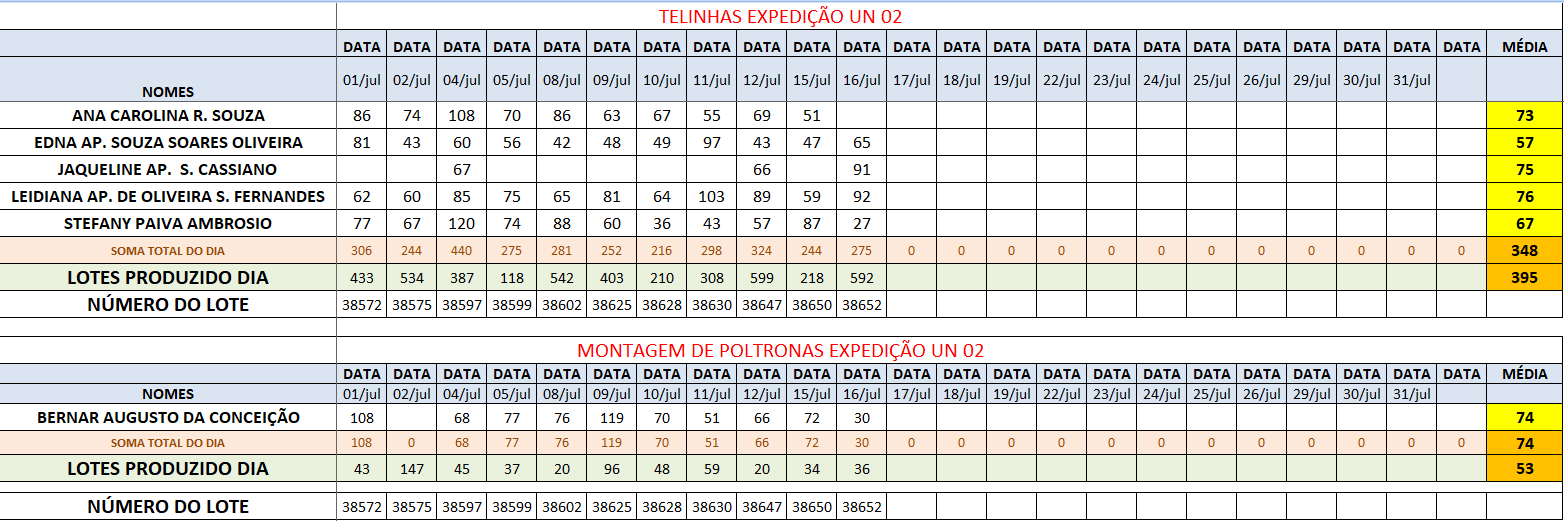 TELINHAS EXPEDIÇÃO UN 02
DATA DATA DATA DATA DATA DATA DATA DATA DATA DATA DATA DATA DATA DATA DATA DATA DATA DATA DATA DATA DATA DATA DATA MÉDIA
NOMES 01/jul 02/jul 04/jul 05/jul 08/jul 09/jul 10/jul 11/jul 12/jul 15/jul 16/jul 17/jul 18/jul 19/jul 22/jul 23/jul 24/jul 25/jul 26/jul 29/jul 30/jul 31/jul
ANA CAROLINA R. SOUZA 86 74 108 70 86 63 67 55 69 51 73
EDNA AP. SOUZA SOARES OLIVEIRA 81 43 60 56 42 48 49 97 43 47 65 57
JAQUELINE AP. S. CASSIANO 67 66 91 75
LEIDIANA AP. DE OLIVEIRA S. FERNANDES 62 60 85 75 65 81 64 103 89 59 92 76
STEFANY PAIVA AMBROSIO 77 67 120 74 88 60 36 43 57 87 27 67
SOMA TOTAL DO DIA 306 244 440 275 281 252 216 298 324 244 275 0 0 0 0 0 0 0 0 0 0 0 0 348
LOTES PRODUZIDO DIA 433 534 387 118 542 403 210 308 599 218 592 395
NÚMERO DO LOTE 38572 38575 38597 38599 38602 38625 38628 38630 38647 38650 38652
MONTAGEM DE POLTRONAS EXPEDIÇÃO UN 02
DATA DATA DATA DATA DATA DATA DATA DATA DATA DATA DATA DATA DATA DATA DATA DATA DATA DATA DATA DATA DATA DATA DATA MÉDIA
NOMES 01/jul 02/jul 04/jul 05/jul 08/jul 09/jul 10/jul 11/jul 12/jul 15/jul 16/jul 17/jul 18/jul 19/jul 22/jul 23/jul 24/jul 25/jul 26/jul 29/jul 30/jul 31/jul
BERNAR AUGUSTO DA CONCEIÇÃO 108 68 77 76 119 70 51 66 72 30 74
SOMA TOTAL DO DIA 108 0 68 77 76 119 70 51 66 72 30 0 0 0 0 0 0 0 0 0 0 0 0 74
LOTES PRODUZIDO DIA 43 147 45 37 20 96 48 59 20 34 36 53
NÚMERO DO LOTE 38572 38575 38597 38599 38602 38625 38628 38630 38647 38650 38652